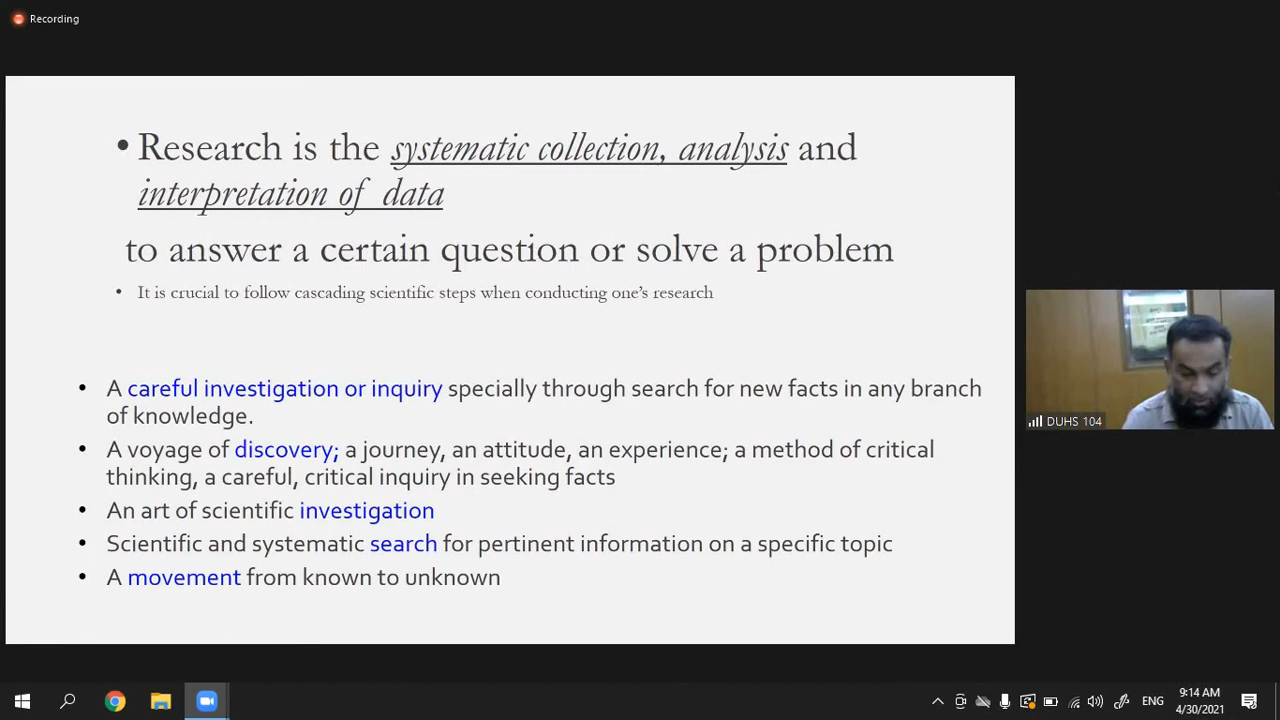 Recording
• Research is the systematic collection, analysis and
interpretation of data
to answer a certain question or solve a problem
• It is crucial to follow cascading scientific steps when conducting one's research
• A careful investigation or inquiry specially through search for new facts in any branch
of knowledge.
• A voyage of discovery; a journey, an attitude, an experience; a method of critical
thinking, a careful, critical inquiry in seeking facts
• An art of scientific investigation
• Scientific and systematic search for pertinent information on a specific topic
• A movement from known to unknown
DUHS 104
ENG
9:14 AM
4/30/2021